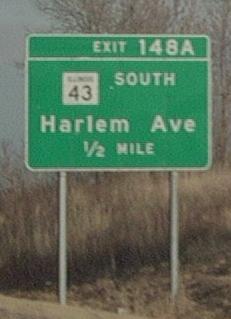 EXIT 148A
ILLINOIS
43 SOUTH
Harlem Ave
½ MILE